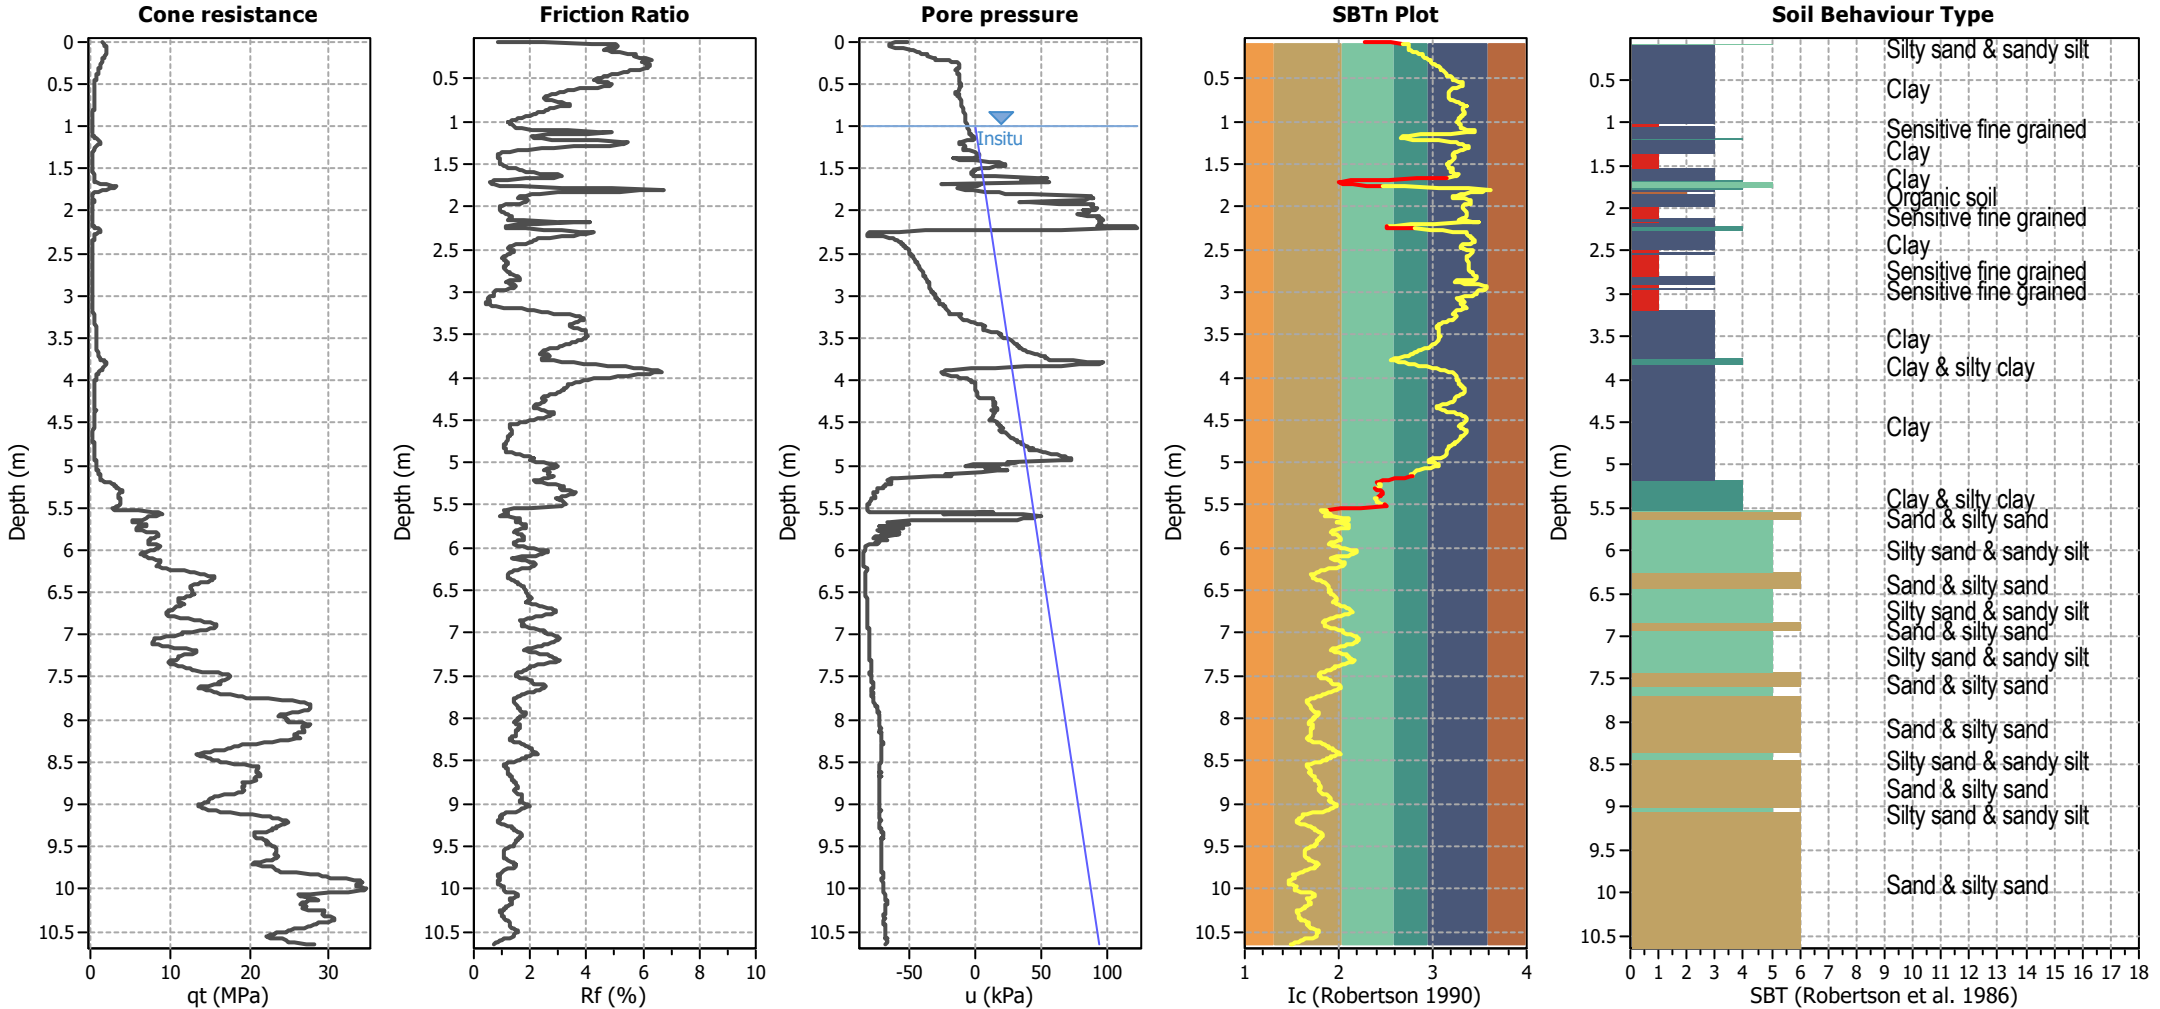 Cone resistance
0
0.5
1
1.5
2
2.5
3
3.5
4
4.5
5
5.5
6
6.5
7
7.5
8
8.5
9
9.5
10
10.5
Depth (m)
0 10 20 30
qt (MPa)
Friction Ratio
0.5
1
1.5
2
2.5
3
3.5
4
4.5
5
5.5
6
6.5
7
7.5
8
8.5
9
9.5
10
10.5
Depth (m)
0 2 4 6 8 10
Rf (%)
Pore pressure
0
0.5
1
1.5
2
2.5
3
3.5
4
4.5
5
5.5
6
6.5
7
7.5
8
8.5
9
9.5
10
10.5
Depth (m)
Insitu
-50 0 50 100
u (kPa)
SBTn Plot
0.5
1
1.5
2
2.5
3
3.5
4
4.5
5
5.5
6
6.5
7
7.5
8
8.5
9
9.5
10
10.5
Depth (m)
1 2 3 4
Ic (Robertson 1990)
Soil Behaviour Type
0.5
1
1.5
2
2.5
3
3.5
4
4.5
5
5.5
6
6.5
7
7.5
8
8.5
9
9.5
10
10.5
Depth (m)
Silty sand & sandy silt
Clay
Sensitive fine grained
Clay
Clay
Organic soil
Sensitive fine grained
Clay
Sensitive fine grained
Sensitive fine grained
Clay
Clay & silty clay
Clay
Clay & silty clay
Sand & silty sand
Silty sand & sandy silt
Sand & silty sand
Silty sand & sandy silt
Sand & silty sand
Silty sand & sandy silt
Sand & silty sand
Sand & silty sand
Silty sand & sandy silt
Sand & silty sand
Silty sand & sandy silt
Sand & silty sand
0 1 2 3 4 5 6 7 8 9 10 11 12 13 14 15 16 17 18
SBT (Robertson et al. 1986)